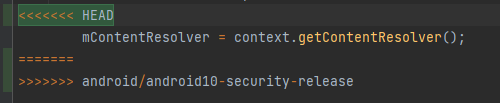 <<<<<<< HEAD
        mContentResolver = context.getContentResolver();
=======
>>>>>>> android/android10-security-release